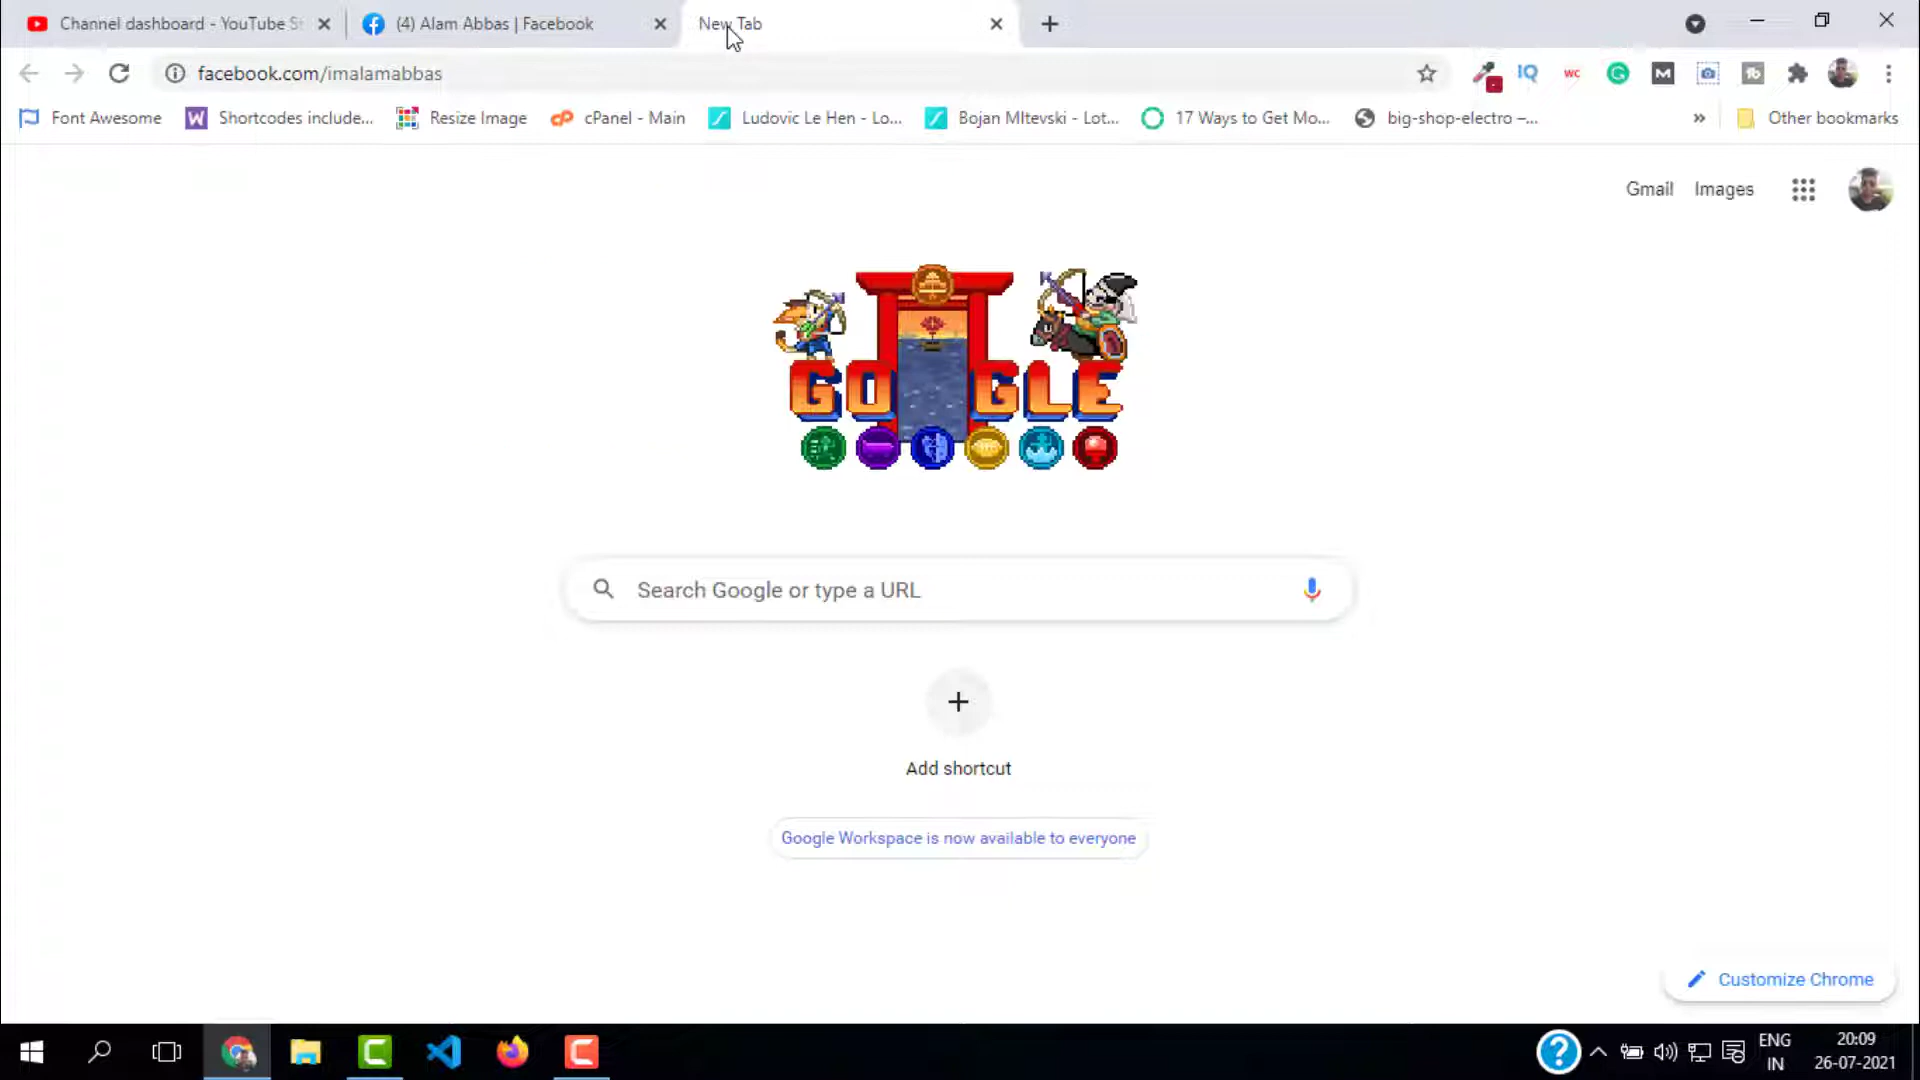 Channel dashboard - YouTube St
(4) Alam Abbas | Facebook
New Tab
facebook.com/imalamabbas
IQ
WC
M
Font Awesome
W
Shortcodes include...
Resize Image
cP
cPanel - Main
Ludovic Le Hen - Lo...
Bojan MItevski - Lot...
17 Ways to Get Mo...
big-shop-electro –...
»
Other bookmarks
Gmail
Images
GOOGLE
Search Google or type a URL
Add shortcut
Google Workspace is now available to everyone
Customize Chrome
ENG
IN
20:09
26-07-2021